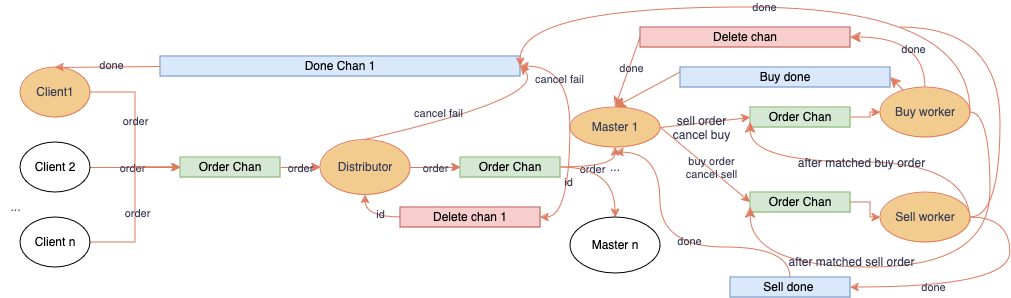 done
Delete chan
done
done
Done Chan 1
done
cancel fail
done
Buy done
Client1
cancel fail
order
Master 1
sell order
cancel buy
Order Chan
Buy worker
Client 2
order
Order Chan
order
Distributor
order
Order Chan
order
...
buy order
cancel sell
after matched buy order
id
Order Chan
Sell worker
...
order
id
Delete chan 1
Client n
Master n
done
after matched sell order
Sell done
done